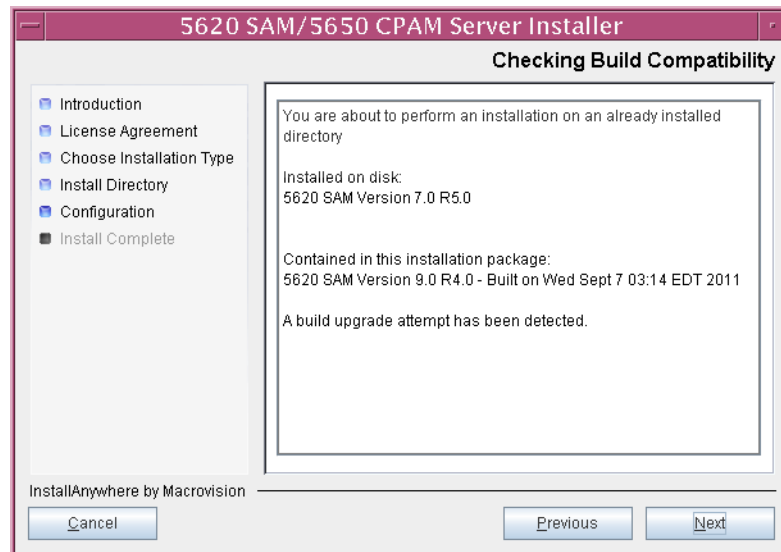 5620 SAM/5650 CPAM Server Installer
Checking Build Compatibility
Introduction
License Agreement
Choose Installation Type
Install Directory
Configuration
Install Complete
You are about to perform an installation on an already installed
directory
Installed on disk:
5620 SAM Version 7.0 R5.0
Contained in this installation package:
5620 SAM Version 9.0 R4.0 - Built on Wed Sept 7 03:14 EDT 2011
A build upgrade attempt has been detected.
InstallAnywhere by Macrovision
Cancel
Previous
Next